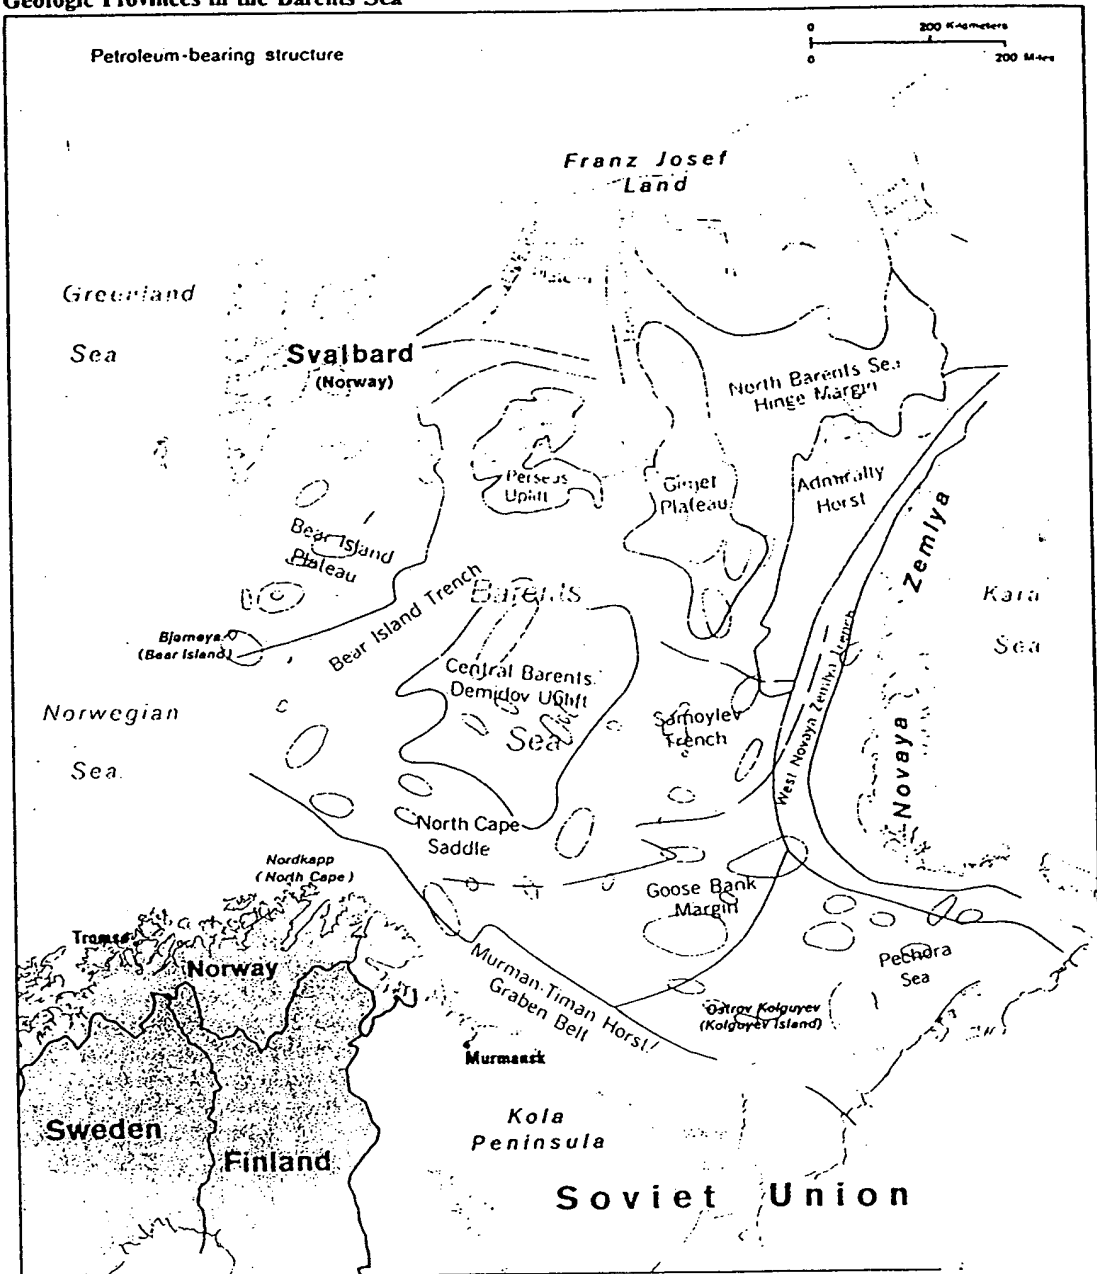 Geologic Provinces in the Barents Sea
0 200 Kilometers
0 200 Miles
Petroleum-bearing structure
Franz Josef
Land
Plateau
Greenland
Sea
Svalbard
(Norway)
North Barents Sea
Hinge Margin
Perseus
Uplift
Gimel
Plateau
Admiralty
Horst
Bear Island
Plateau
Novaya Zemlya
Kara
Sea
Barents
Sea
Bear Island Trench
Bjornoya
(Bear Island)
Central Barents
Demidov Uplift
Norwegian
Sea
Samoylev
Trench
West Novaya Zemlya Trench
North Cape
Saddle
Nordkapp
(North Cape)
Goose Bank
Margin
Tromsø
Norway
Pechora
Sea
Murman-Timan Horst/
Graben Belt
Ostrov Kolguyev
(Kolguyev Island)
Murmansk
Kola
Peninsula
Sweden
Finland
Soviet Union